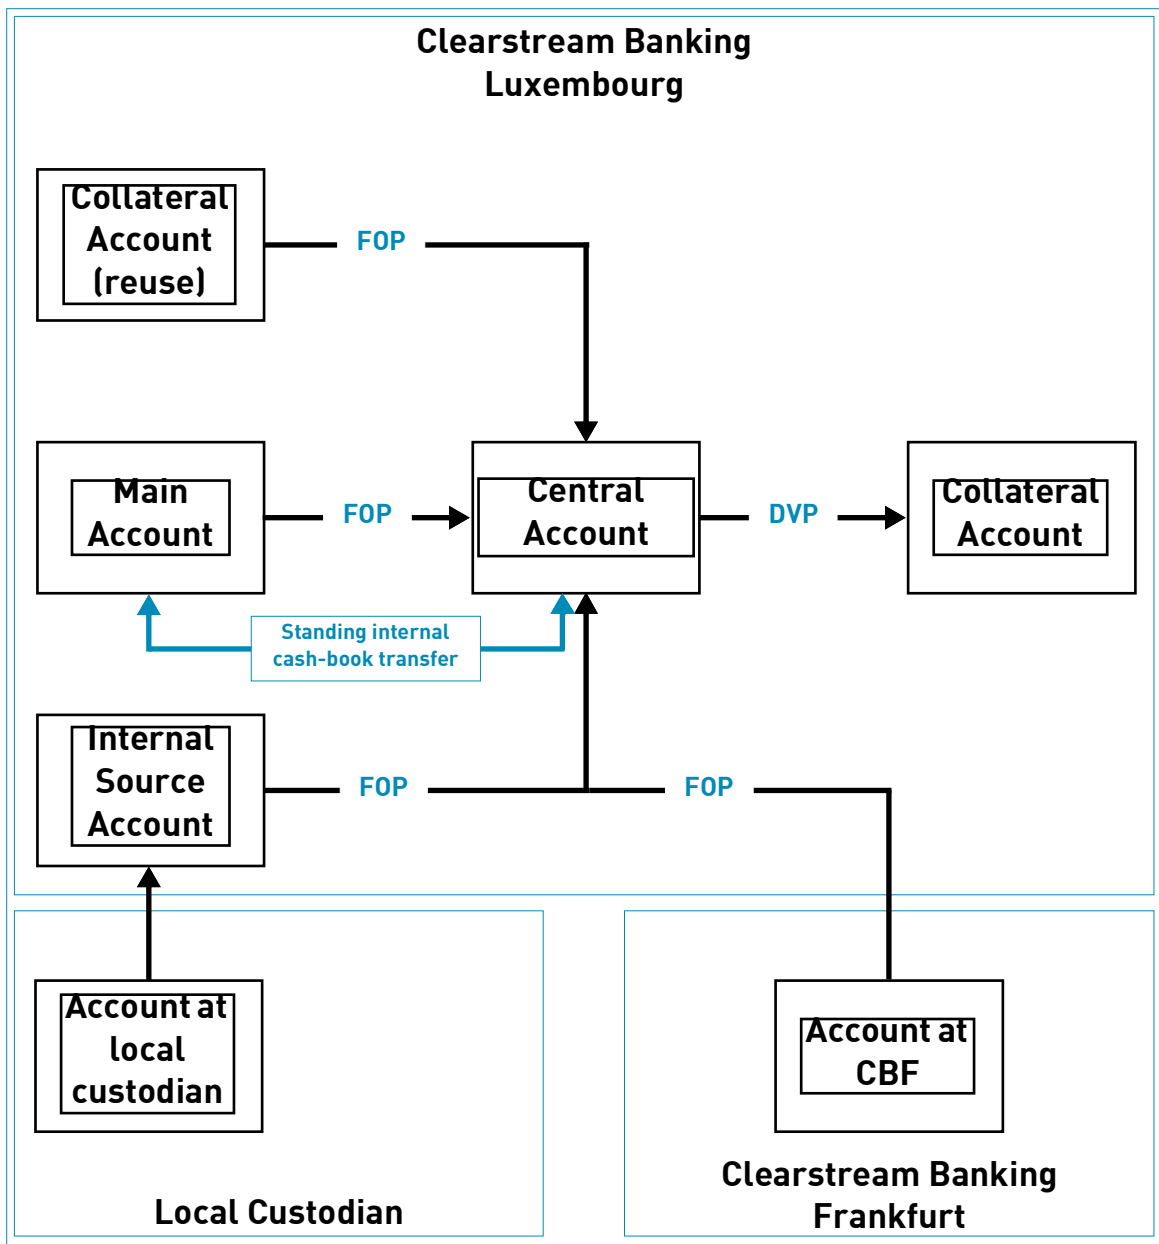 Clearstream Banking
Luxembourg
Collateral
Account
(reuse)
FOP
Main
Account
FOP
Central
Account
DVP
Collateral
Account
Standing internal
cash-book transfer
Internal
Source
Account
FOP
FOP
Account at
local
custodian
Local Custodian
Account at
CBF
Clearstream Banking
Frankfurt